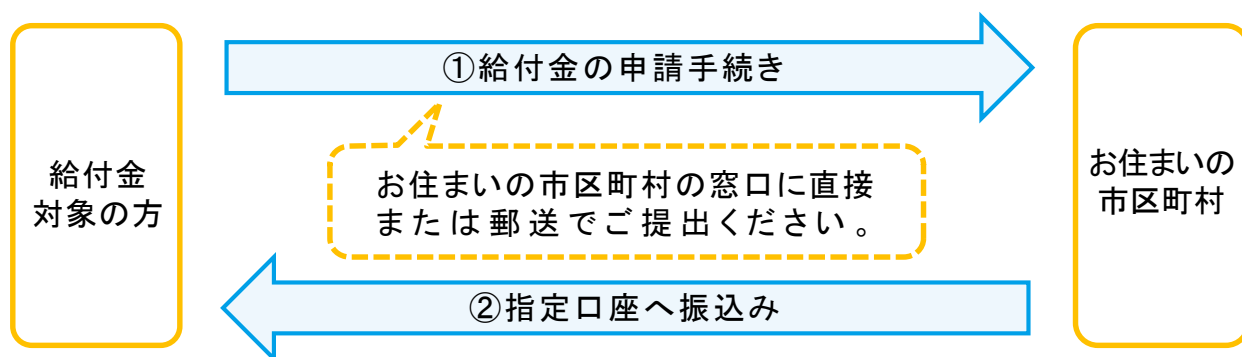 ①給付金の申請手続き
給付金
対象の方
お住まいの市区町村の窓口に直接
または郵送でご提出ください。
お住まいの
市区町村
②指定口座へ振込み